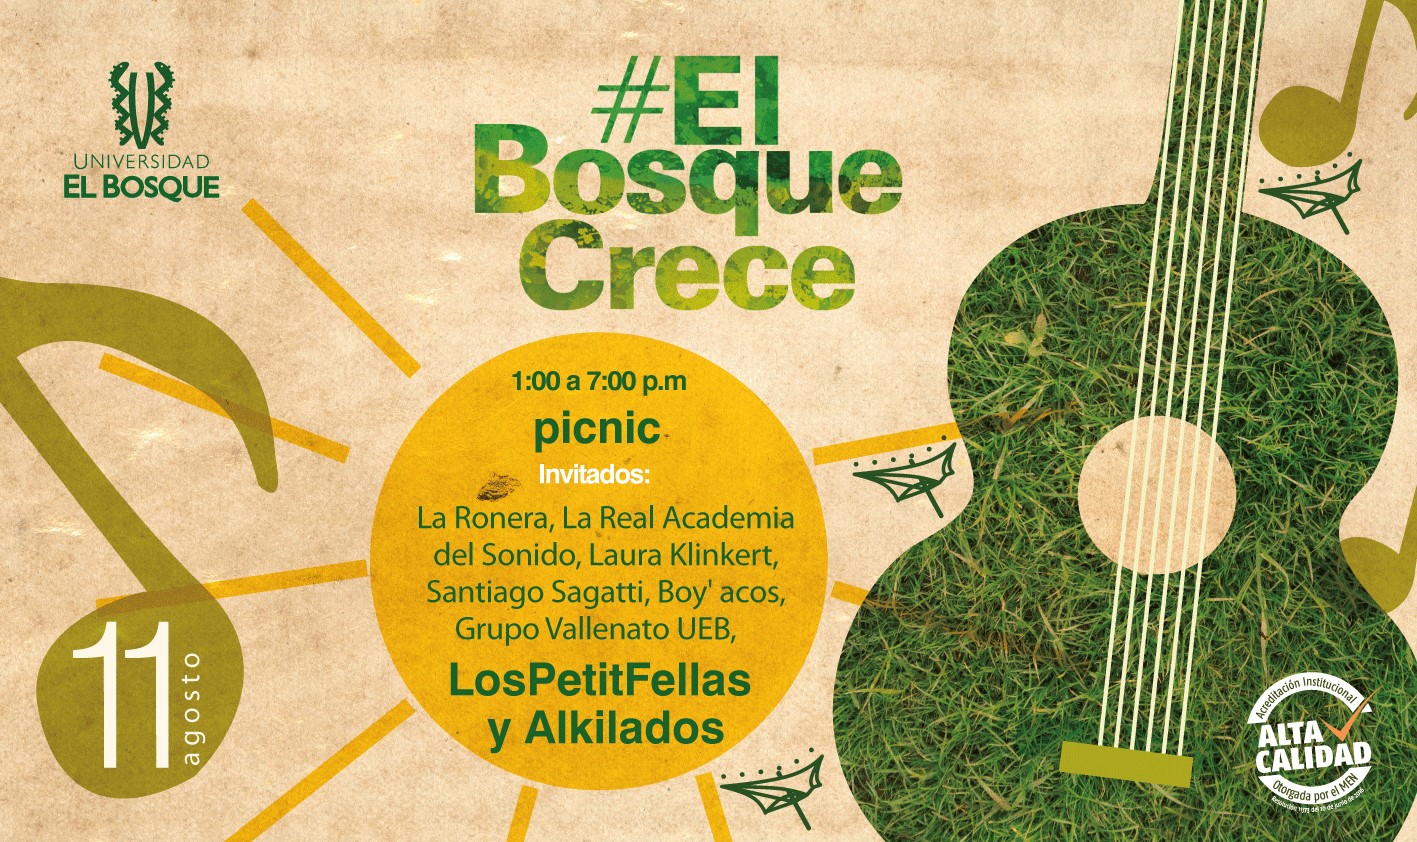 UNIVERSIDAD
EL BOSQUE
#El
Bosque
Crece
1:00 a 7:00 p.m
picnic
Invitados:
La Ronera, La Real Academia
del Sonido, Laura Klinkert,
Santiago Sagatti, Boy' acos,
Grupo Vallenato UEB,
LosPetitFellas
y Alkilados
11
agosto
Acreditación Institucional
ALTA
CALIDAD
Otorgada por el MEN